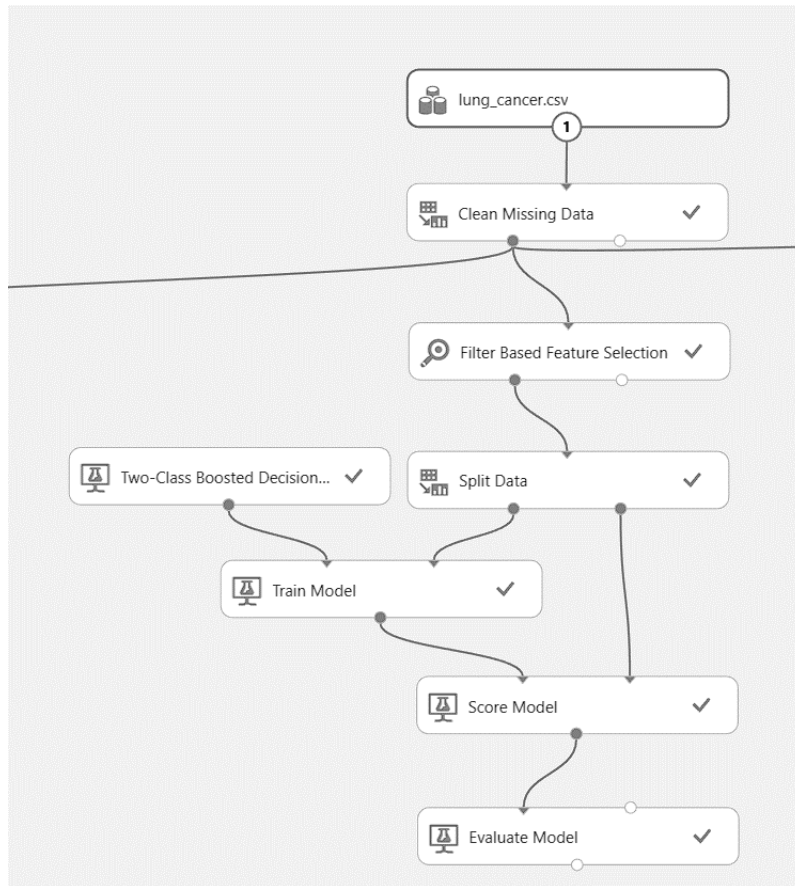 lung_cancer.csv
1
Clean Missing Data
Filter Based Feature Selection
Two-Class Boosted Decision...
Split Data
Train Model
Score Model
Evaluate Model